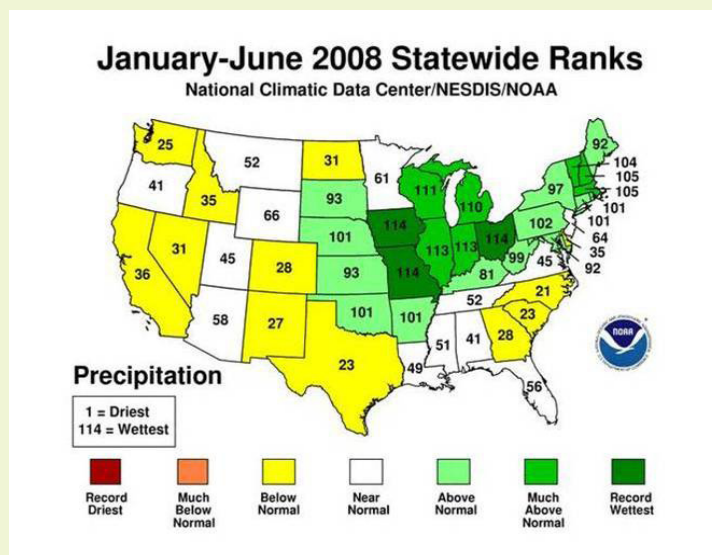 January-June 2008 Statewide Ranks
National Climatic Data Center/NESDIS/NOAA
25
52
31
61
92
104
41
35
66
93
111
110
97
105
105
101
101
64
35
92
36
31
45
28
101
93
114
114
113
113
114
102
99
45
81
58
27
101
101
52
21
23
23
49
51
41
28
56
NOAA
Precipitation
1 = Driest
114 = Wettest
Record
Driest
Much
Below
Normal
Below
Normal
Near
Normal
Above
Normal
Much
Above
Normal
Record
Wettest